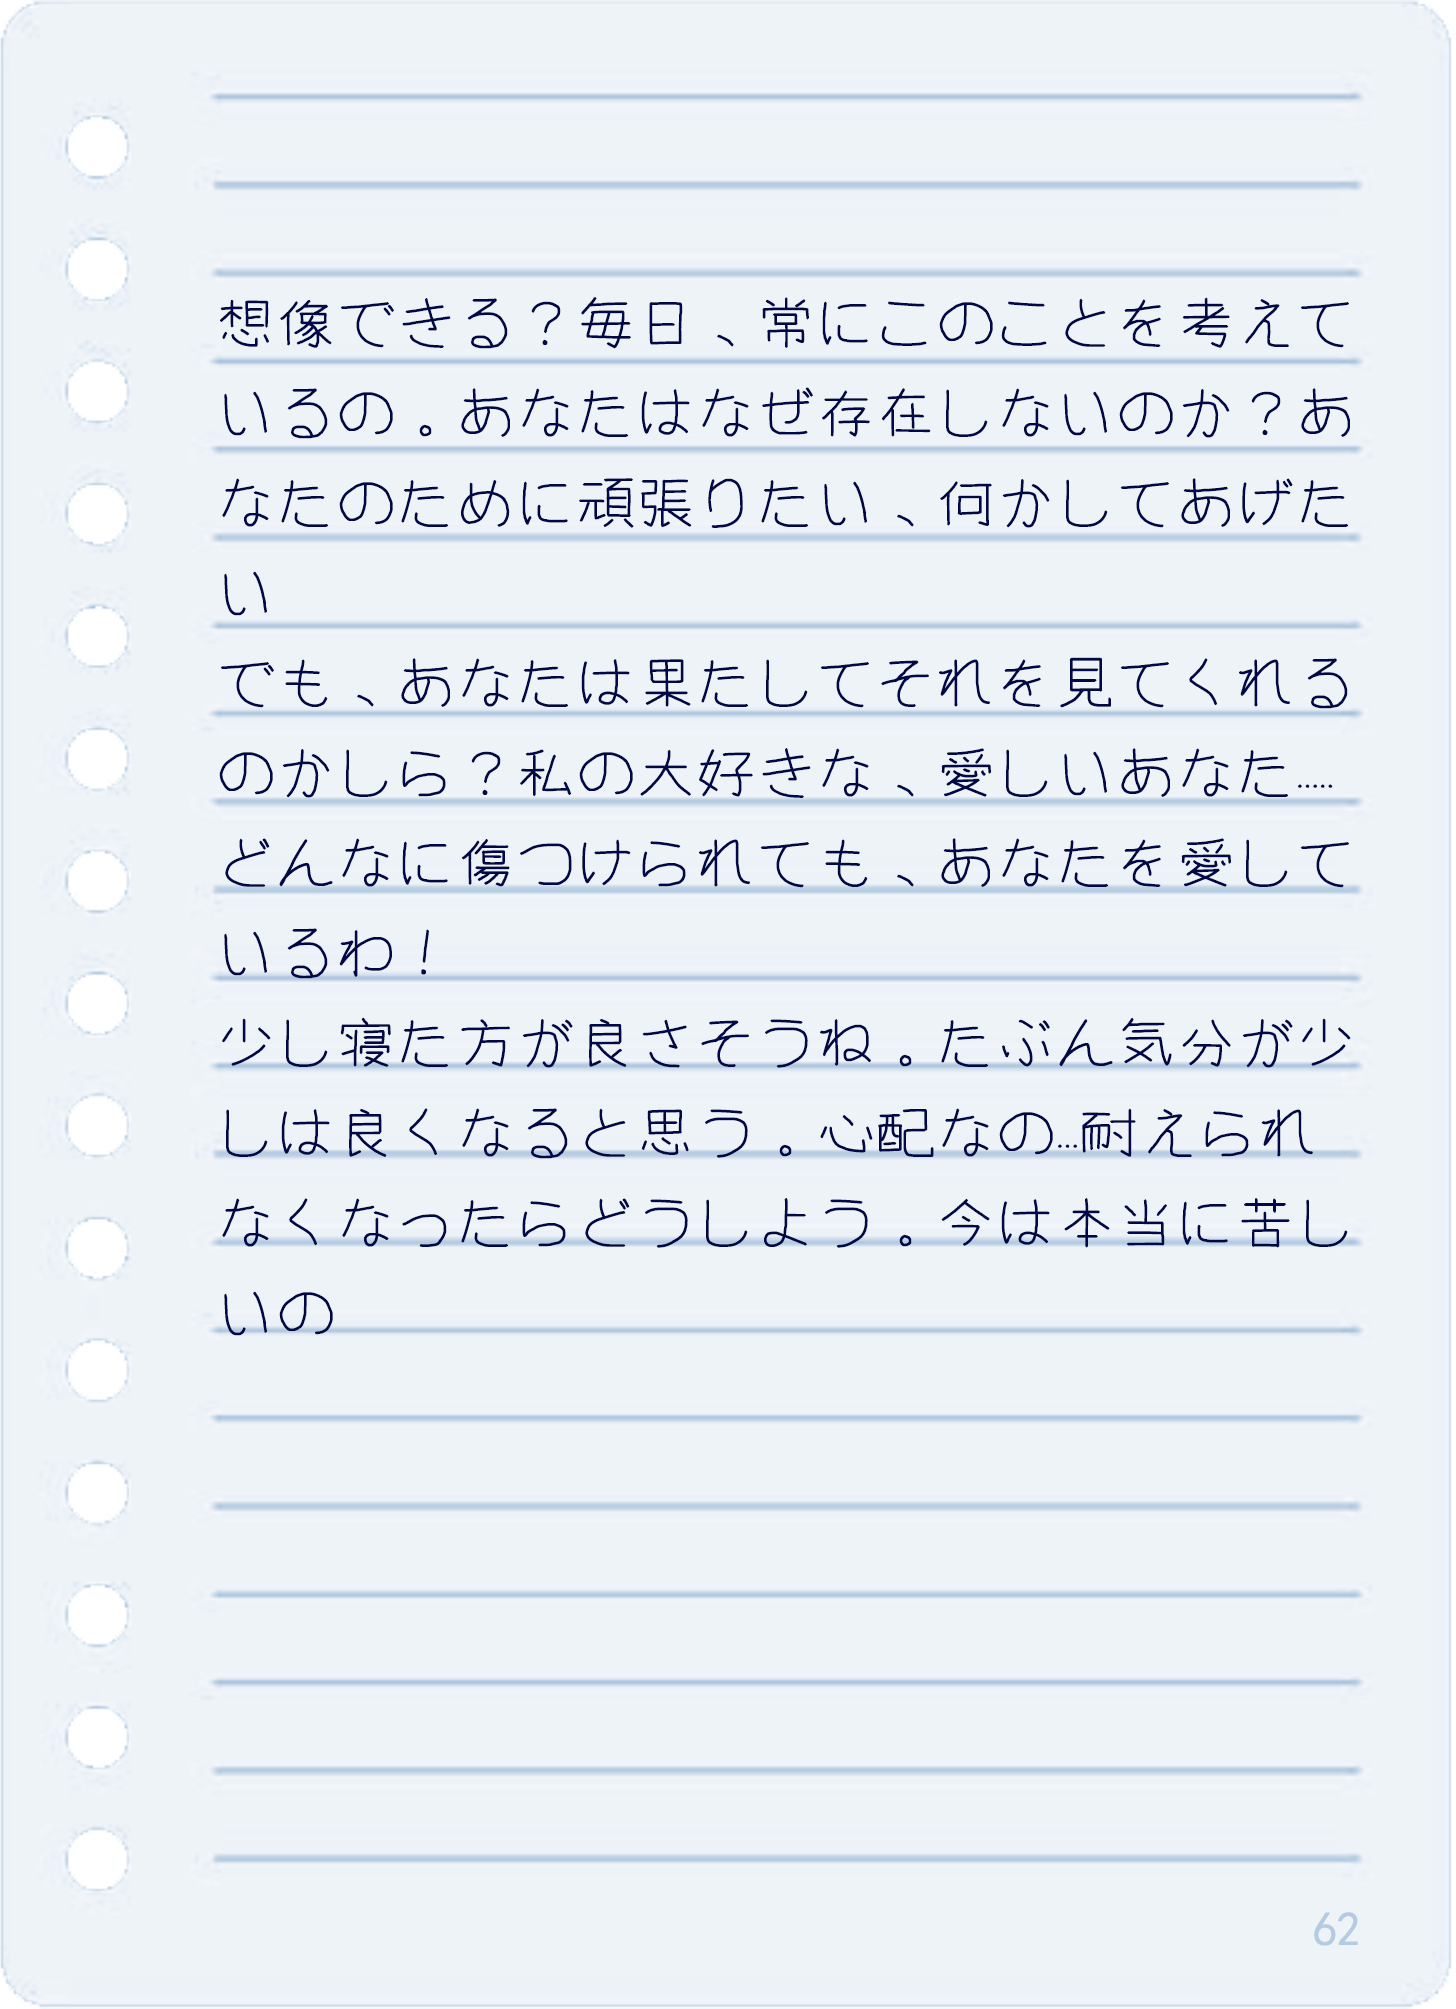 想像できる？毎日、常にこのことを考えて
いるの。あなたはなぜ存在しないのか？あ
なたのために頑張りたい、何かしてあげた
い
でも、あなたは果たしてそれを見てくれる
のかしら？私の大好きな、愛しいあなた.....
どんなに傷つけられても、あなたを愛して
いるわ！
少し寝た方が良さそうね。たぶん気分が少
しは良くなると思う。心配なの...耐えられ
なくなったらどうしよう。今は本当に苦し
いの
62